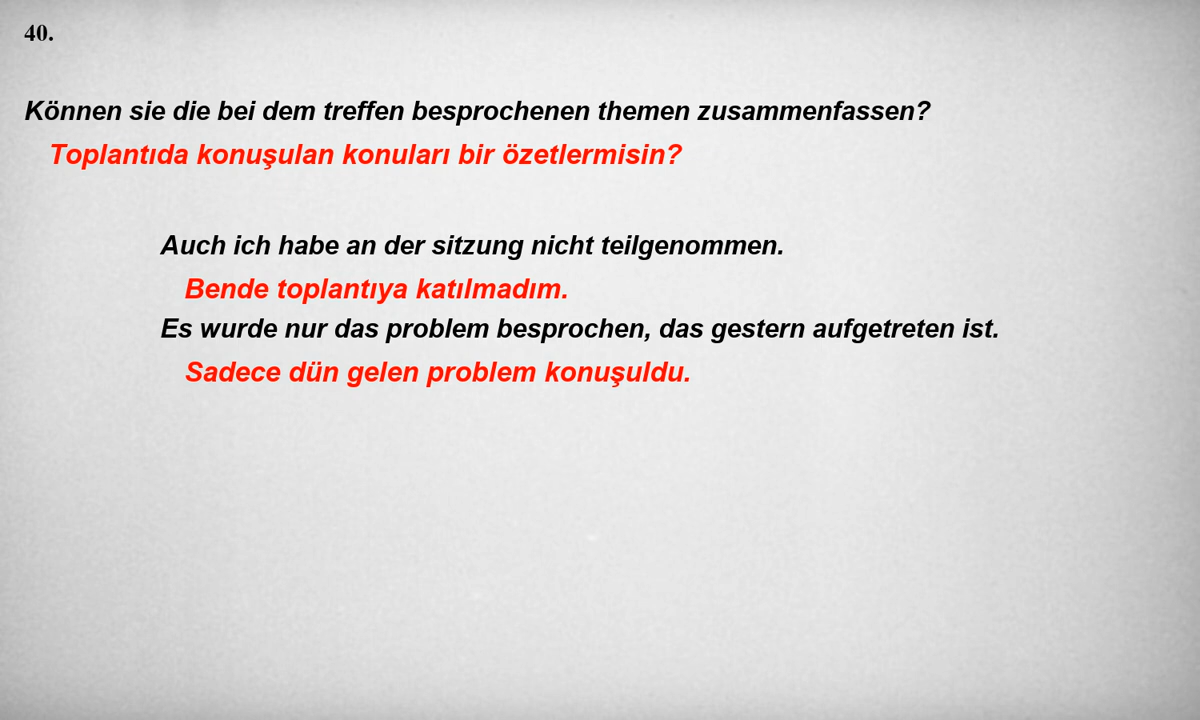 40.
Können sie die bei dem treffen besprochenen themen zusammenfassen?
Toplantıda konuşulan konuları bir özetlermisin?
Auch ich habe an der sitzung nicht teilgenommen.
Bende toplantıya katılmadım.
Es wurde nur das problem besprochen, das gestern aufgetreten ist.
Sadece dün gelen problem konuşuldu.